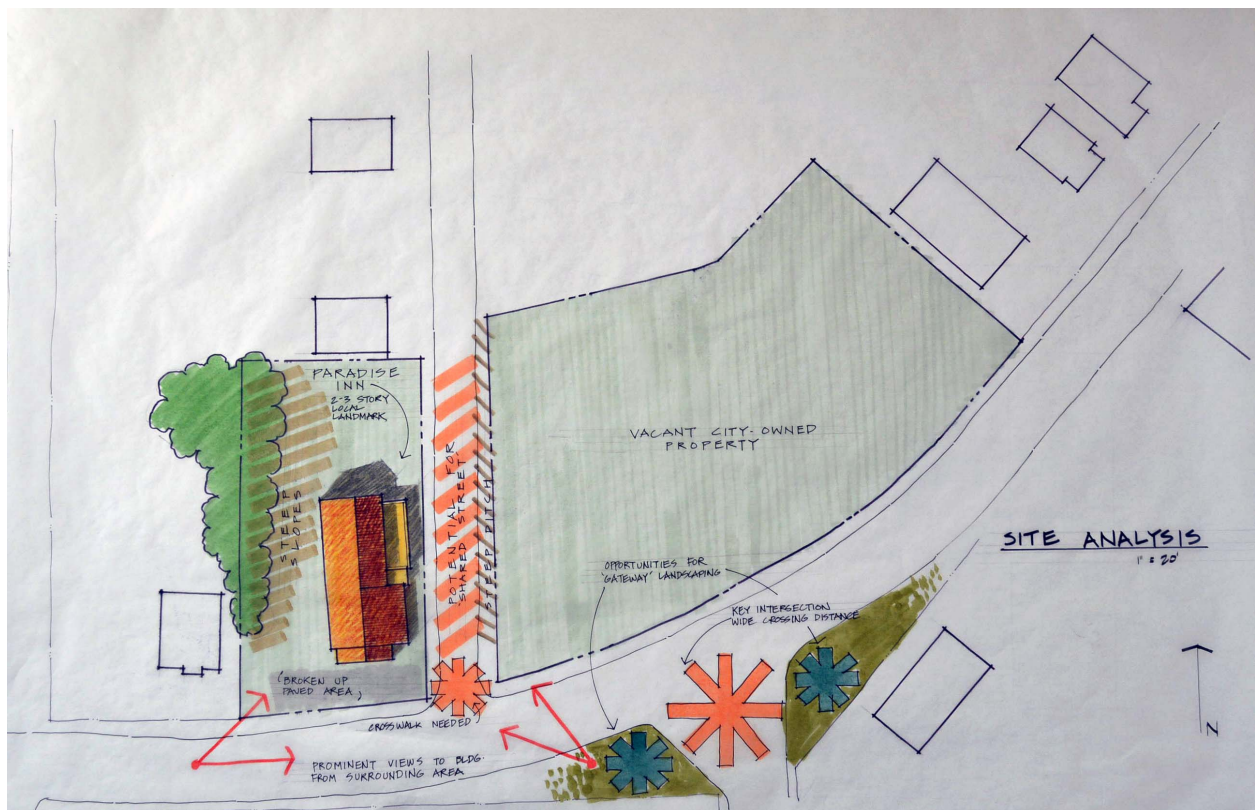 PARADISE
INN
2-3 STORY
LOCAL
LANDMARK
STEEP
SLOPES
POTENTIAL FOR
'SHARED STREET'
STEEP DITCH
VACANT CITY-OWNED
PROPERTY
SITE ANALYSIS
1" = 20'
OPPORTUNITIES FOR
'GATEWAY' LANDSCAPING
KEY INTERSECTION
WIDE CROSSING DISTANCE
BROKEN UP
PAVED AREA
CROSSWALK NEEDED
PROMINENT VIEWS TO BLDG.
FROM SURROUNDING AREA
N